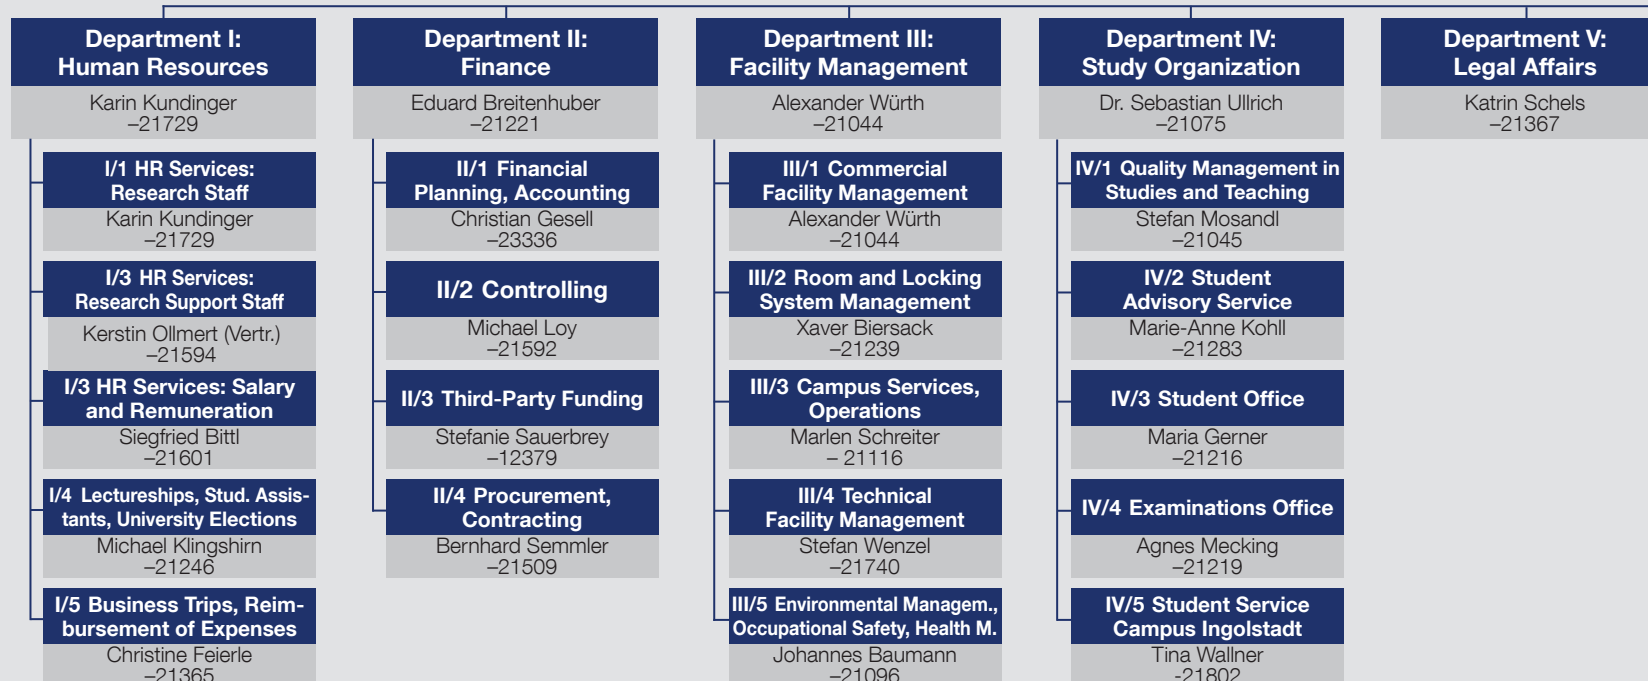 Department I:
Human Resources
Karin Kundinger
–21729
I/1 HR Services:
Research Staff
Karin Kundinger
–21729
I/3 HR Services:
Research Support Staff
Kerstin Ollmert (Vertr.)
–21594
I/3 HR Services: Salary
and Remuneration
Siegfried Bittl
–21601
I/4 Lectureships, Stud. Assis-
tants, University Elections
Michael Klingshirn
–21246
I/5 Business Trips, Reim-
bursement of Expenses
Christine Feierle
–21365
Department II:
Finance
Eduard Breitenhuber
–21221
II/1 Financial
Planning, Accounting
Christian Gesell
–23336
II/2 Controlling
Michael Loy
–21592
II/3 Third-Party Funding
Stefanie Sauerbrey
–12379
II/4 Procurement,
Contracting
Bernhard Semmler
–21509
Department III:
Facility Management
Alexander Würth
–21044
III/1 Commercial
Facility Management
Alexander Würth
–21044
III/2 Room and Locking
System Management
Xaver Biersack
–21239
III/3 Campus Services,
Operations
Marlen Schreiter
– 21116
III/4 Technical
Facility Management
Stefan Wenzel
–21740
III/5 Environmental Managem.,
Occupational Safety, Health M.
Johannes Baumann
–21096
Department IV:
Study Organization
Dr. Sebastian Ullrich
–21075
IV/1 Quality Management in
Studies and Teaching
Stefan Mosandl
–21045
IV/2 Student
Advisory Service
Marie-Anne Kohll
–21283
IV/3 Student Office
Maria Gerner
–21216
IV/4 Examinations Office
Agnes Mecking
–21219
IV/5 Student Service
Campus Ingolstadt
Tina Wallner
-21802
Department V:
Legal Affairs
Katrin Schels
–21367